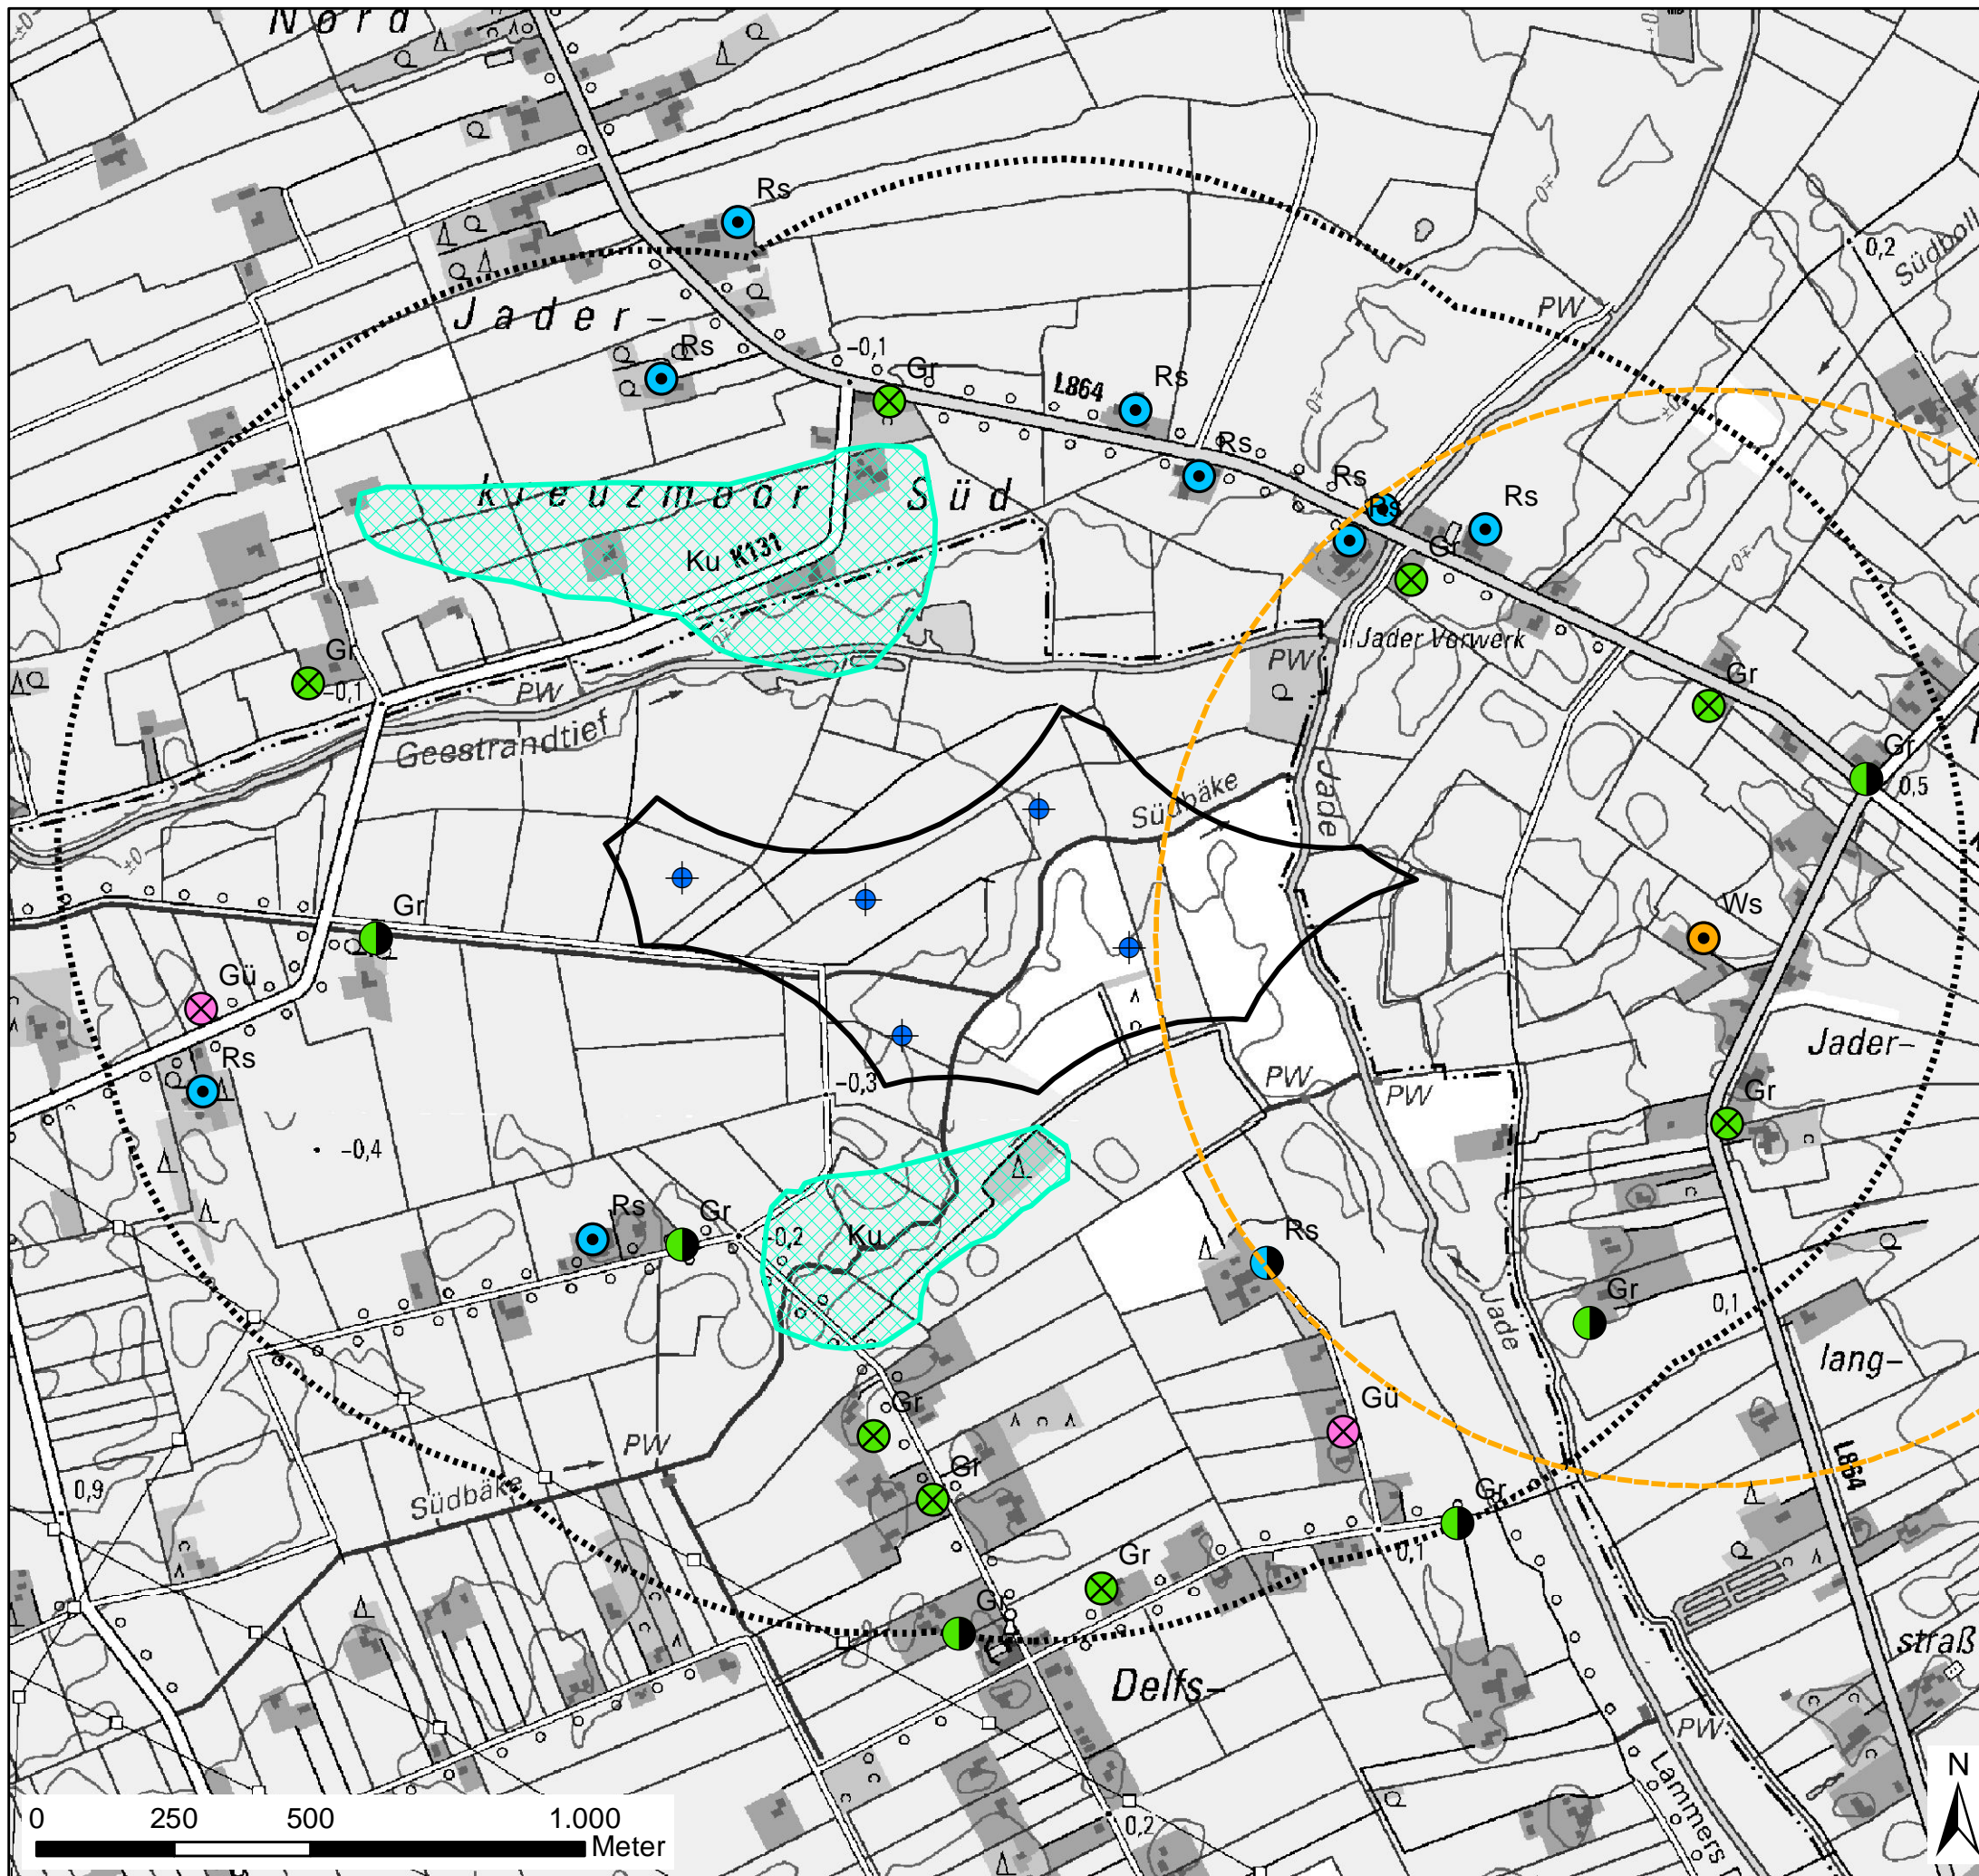 Nord
Rs
0,2
Südboll
PW
Jader-
Rs
-0,1
Gr
L864
Rs
Rs
Rs
Rs
Rs
kreuzmoor Süd
Ku K131
Gr
Jader Vorwerk
PW
Gr
-0,1
PW
Gr
Geestrandtief
Gr
0,5
Südbäke
Jade
Gr
Ws
Gü
Jader-
Rs
-0,3
PW
PW
Gr
-0,4
Rs
Gr
-0,2
Ku
Rs
Gr
0,1
Jade
lang-
Gr
Gü
PW
Gr
L864
0,9
Südbäke
Gr
Gr
0,1
Gr
straß
Delfs-
PW
Lammers
N
0 250 500 1.000
Meter
0,2